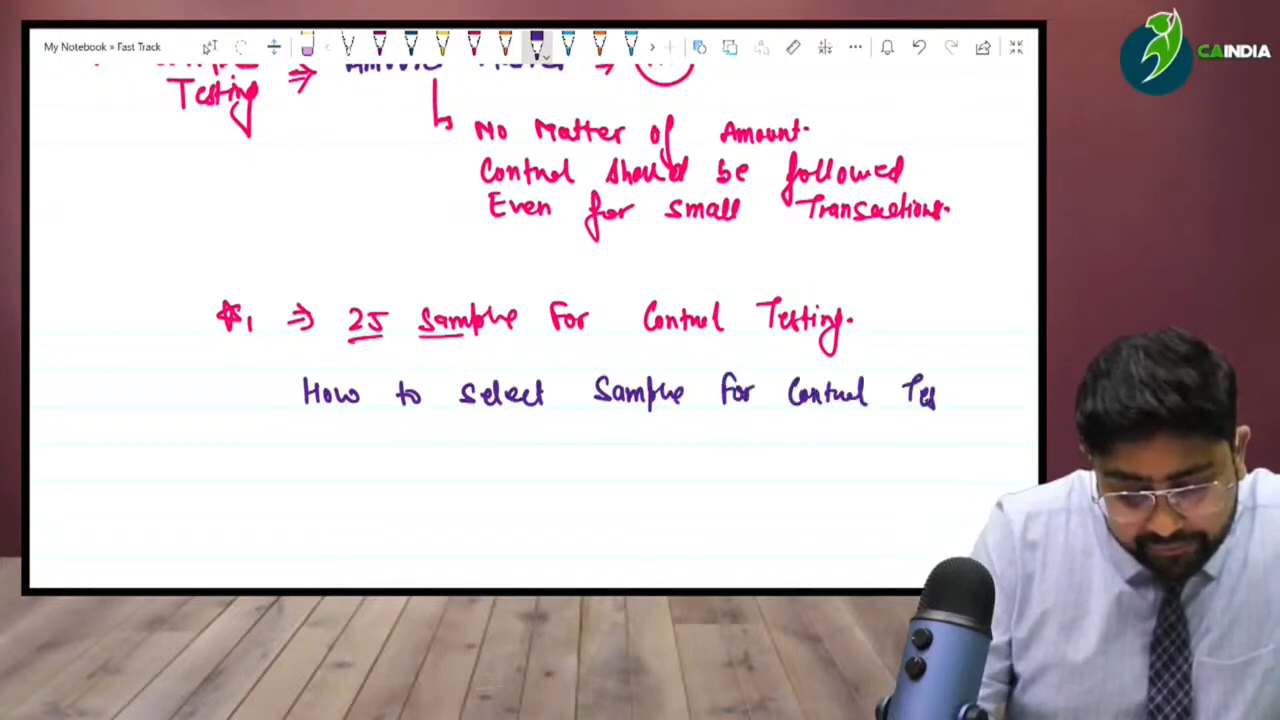 My Notebook » Fast Track
CAINDIA
Testing ⇒
↳ No Matter of Amount.
Control should be followed
Even for small Transactions.
☆1 ⇒ 25 Sample For Control Testing.
How to select Sample for Control Tes